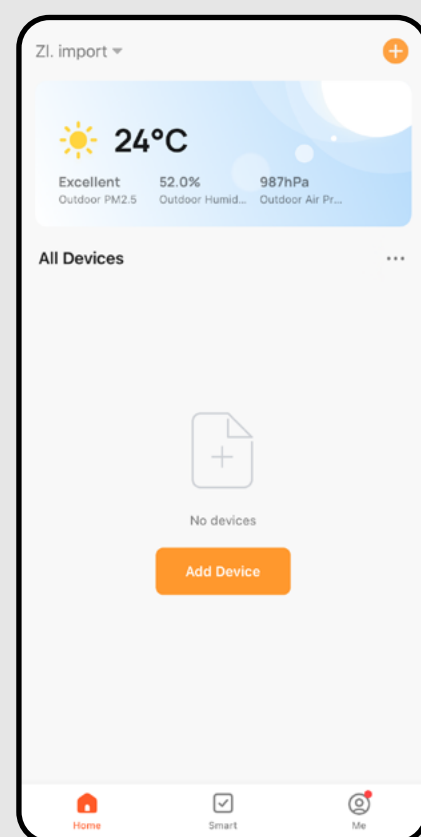 Zl. import
24°C
Excellent 52.0% 987hPa
Outdoor PM2.5 Outdoor Humid... Outdoor Air Pr...
All Devices
No devices
Add Device
Home Smart Me